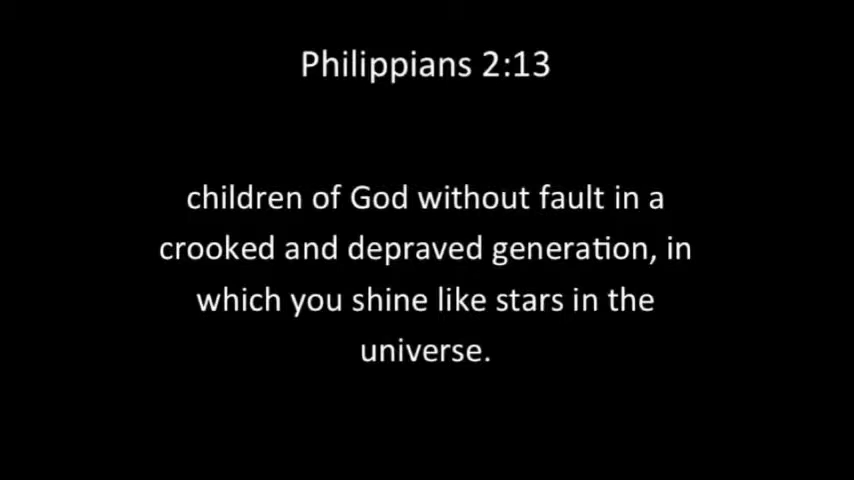 Philippians 2:13
children of God without fault in a
crooked and depraved generation, in
which you shine like stars in the
universe.